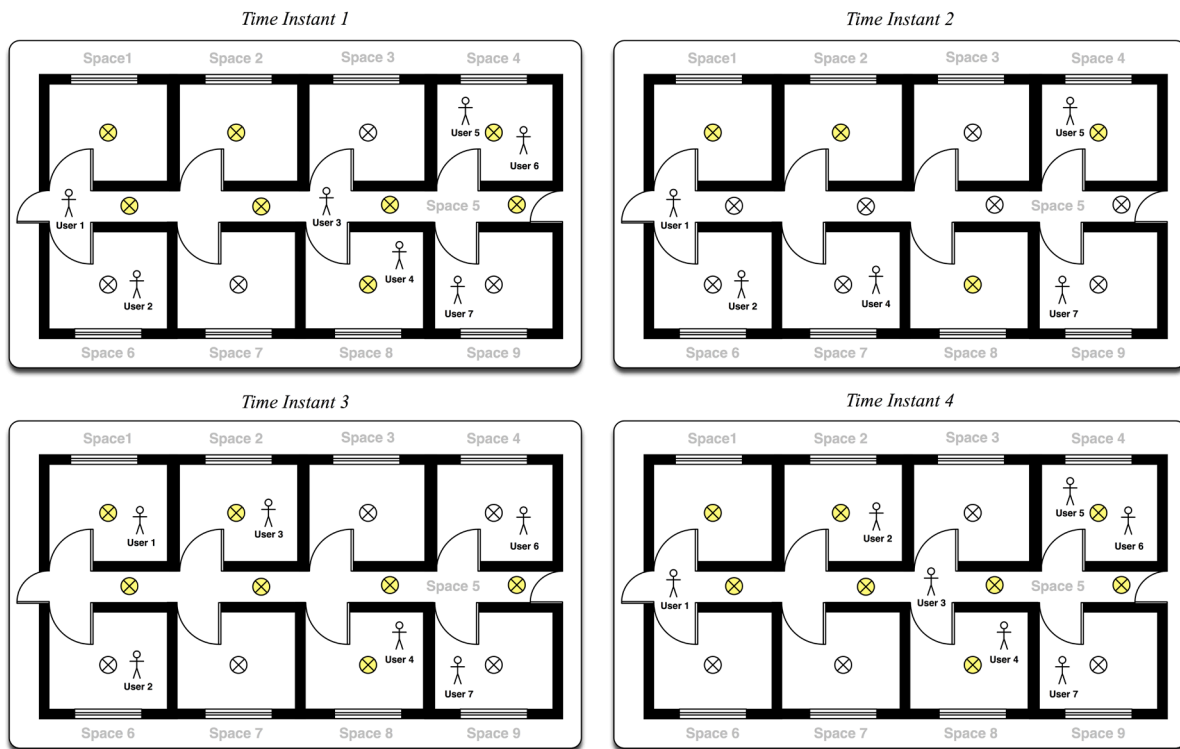 Time Instant 1
Space1
Space 2
Space 3
Space 4
User 5
User 6
User 1
User 3
Space 5
User 2
User 4
User 7
Space 6
Space 7
Space 8
Space 9
Time Instant 2
Space1
Space 2
Space 3
Space 4
User 5
User 1
Space 5
User 2
User 4
User 7
Space 6
Space 7
Space 8
Space 9
Time Instant 3
Space1
Space 2
Space 3
Space 4
User 1
User 3
User 6
Space 5
User 2
User 4
User 7
Space 6
Space 7
Space 8
Space 9
Time Instant 4
Space1
Space 2
Space 3
Space 4
User 5
User 2
User 6
User 1
User 3
Space 5
User 4
User 7
Space 6
Space 7
Space 8
Space 9